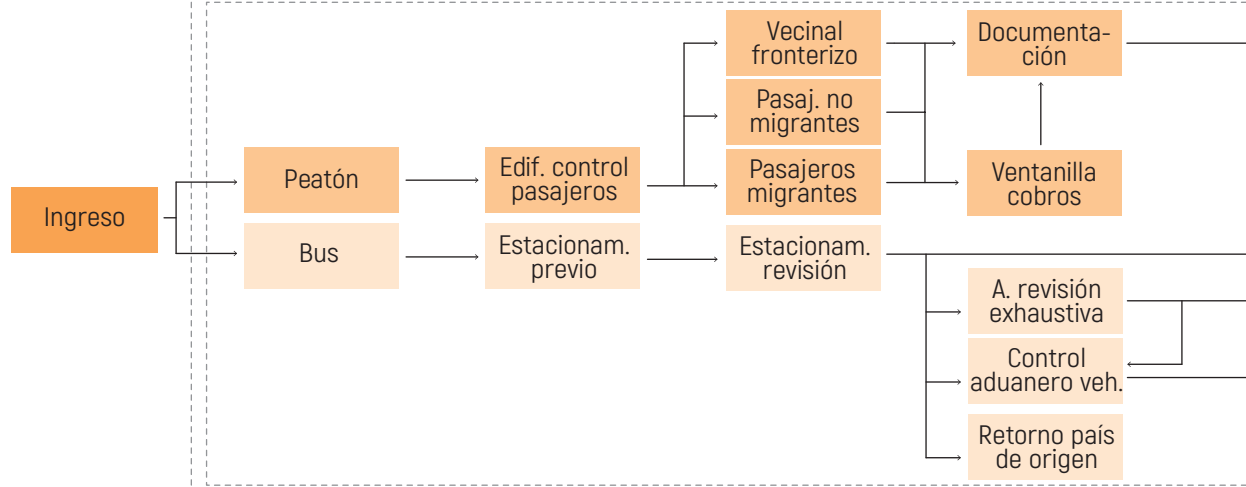 Ingreso
Peatón
Bus
Edif. control
pasajeros
Estacionam.
previo
Vecinal
fronterizo
Pasaj. no
migrantes
Pasajeros
migrantes
Estacionam.
revisión
Documenta-
ción
Ventanilla
cobros
A. revisión
exhaustiva
Control
aduanero veh.
Retorno país
de origen